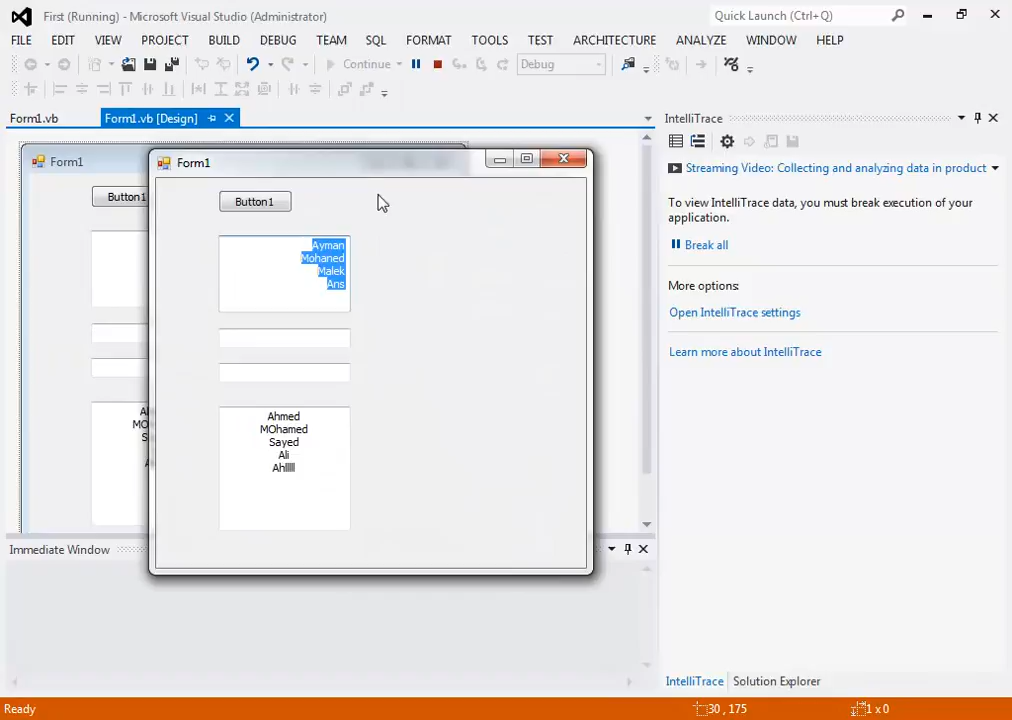 First (Running) - Microsoft Visual Studio (Administrator)
Quick Launch (Ctrl+Q)
FILE EDIT VIEW PROJECT BUILD DEBUG TEAM SQL FORMAT TOOLS TEST ARCHITECTURE ANALYZE WINDOW HELP
Continue Debug
Form1.vb Form1.vb [Design]
Form1
Button1
Form1
Button1
Ayman
Mohaned
Malek
Ans
Ahmed
MOhamed
Sayed
Ali
Ahlllll
Al
MO
S
A
IntelliTrace
Streaming Video: Collecting and analyzing data in product
To view IntelliTrace data, you must break execution of your
application.
Break all
More options:
Open IntelliTrace settings
Learn more about IntelliTrace
Immediate Window
IntelliTrace Solution Explorer
Ready 30 , 175 1 x 0